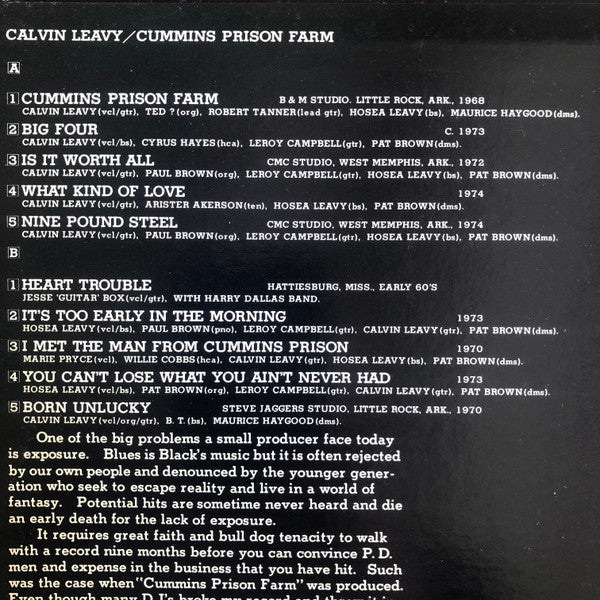 CALVIN LEAVY/CUMMINS PRISON FARM
A
1 CUMMINS PRISON FARM B & M STUDIO. LITTLE ROCK, ARK., 1968
CALVIN LEAVY(vcl/gtr), TED ?(org), ROBERT TANNER(lead gtr), HOSEA LEAVY(bs), MAURICE HAYGOOD(dms).
2 BIG FOUR C. 1973
CALVIN LEAVY(vcl/bs), CYRUS HAYES(hca), LEROY CAMPBELL(gtr), PAT BROWN(dms).
3 IS IT WORTH ALL CMC STUDIO, WEST MEMPHIS, ARK., 1972
CALVIN LEAVY(vcl/gtr), PAUL BROWN(org), LEROY CAMPBELL(gtr), HOSEA LEAVY(bs), PAT BROWN(dms).
4 WHAT KIND OF LOVE 1974
CALVIN LEAVY(vcl/gtr), ARISTER AKERSON(ten), HOSEA LEAVY(bs), PAT BROWN(dms).
5 NINE POUND STEEL CMC STUDIO, WEST MEMPHIS, ARK., 1974
CALVIN LEAVY(vcl/gtr), PAUL BROWN(org), LEROY CAMPBELL(gtr), HOSEA LEAVY(bs), PAT BROWN(dms).
B
1 HEART TROUBLE HATTIESBURG, MISS., EARLY 60'S
JESSE 'GUITAR' BOX(vcl/gtr), WITH HARRY DALLAS BAND.
2 IT'S TOO EARLY IN THE MORNING 1973
HOSEA LEAVY(vcl/bs), PAUL BROWN(pno), LEROY CAMPBELL(gtr), CALVIN LEAVY(gtr), PAT BROWN(dms).
3 I MET THE MAN FROM CUMMINS PRISON 1970
MARIE PRYCE(vcl), WILLIE COBBS(hca), CALVIN LEAVY(gtr), HOSEA LEAVY(bs), PAT BROWN(dms).
4 YOU CAN'T LOSE WHAT YOU AIN'T NEVER HAD 1973
HOSEA LEAVY(vcl/bs), PAT BROWN(org), LEROY CAMPBELL(gtr), CALVIN LEAVY(gtr), PAT BROWN(dms).
5 BORN UNLUCKY STEVE JAGGERS STUDIO, LITTLE ROCK, ARK., 1970
CALVIN LEAVY(vcl/org/gtr), B. T.(bs), MAURICE HAYGOOD(dms).
One of the big problems a small producer face today
is exposure. Blues is Black's music but it is often rejected
by our own people and denounced by the younger gener-
ation who seek to escape reality and live in a world of
fantasy. Potential hits are sometime never heard and die
an early death for the lack of exposure.
It requires great faith and bull dog tenacity to walk
with a record nine months before you can convince P. D.
men and expense in the business that you have hit. Such
was the case when "Cummins Prison Farm" was produced.
Even though many D.J's broke my record and threw it in